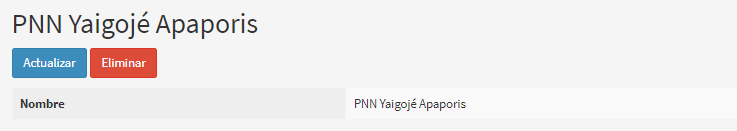 PNN Yaigojé Apaporis
Actualizar Eliminar
Nombre PNN Yaigojé Apaporis